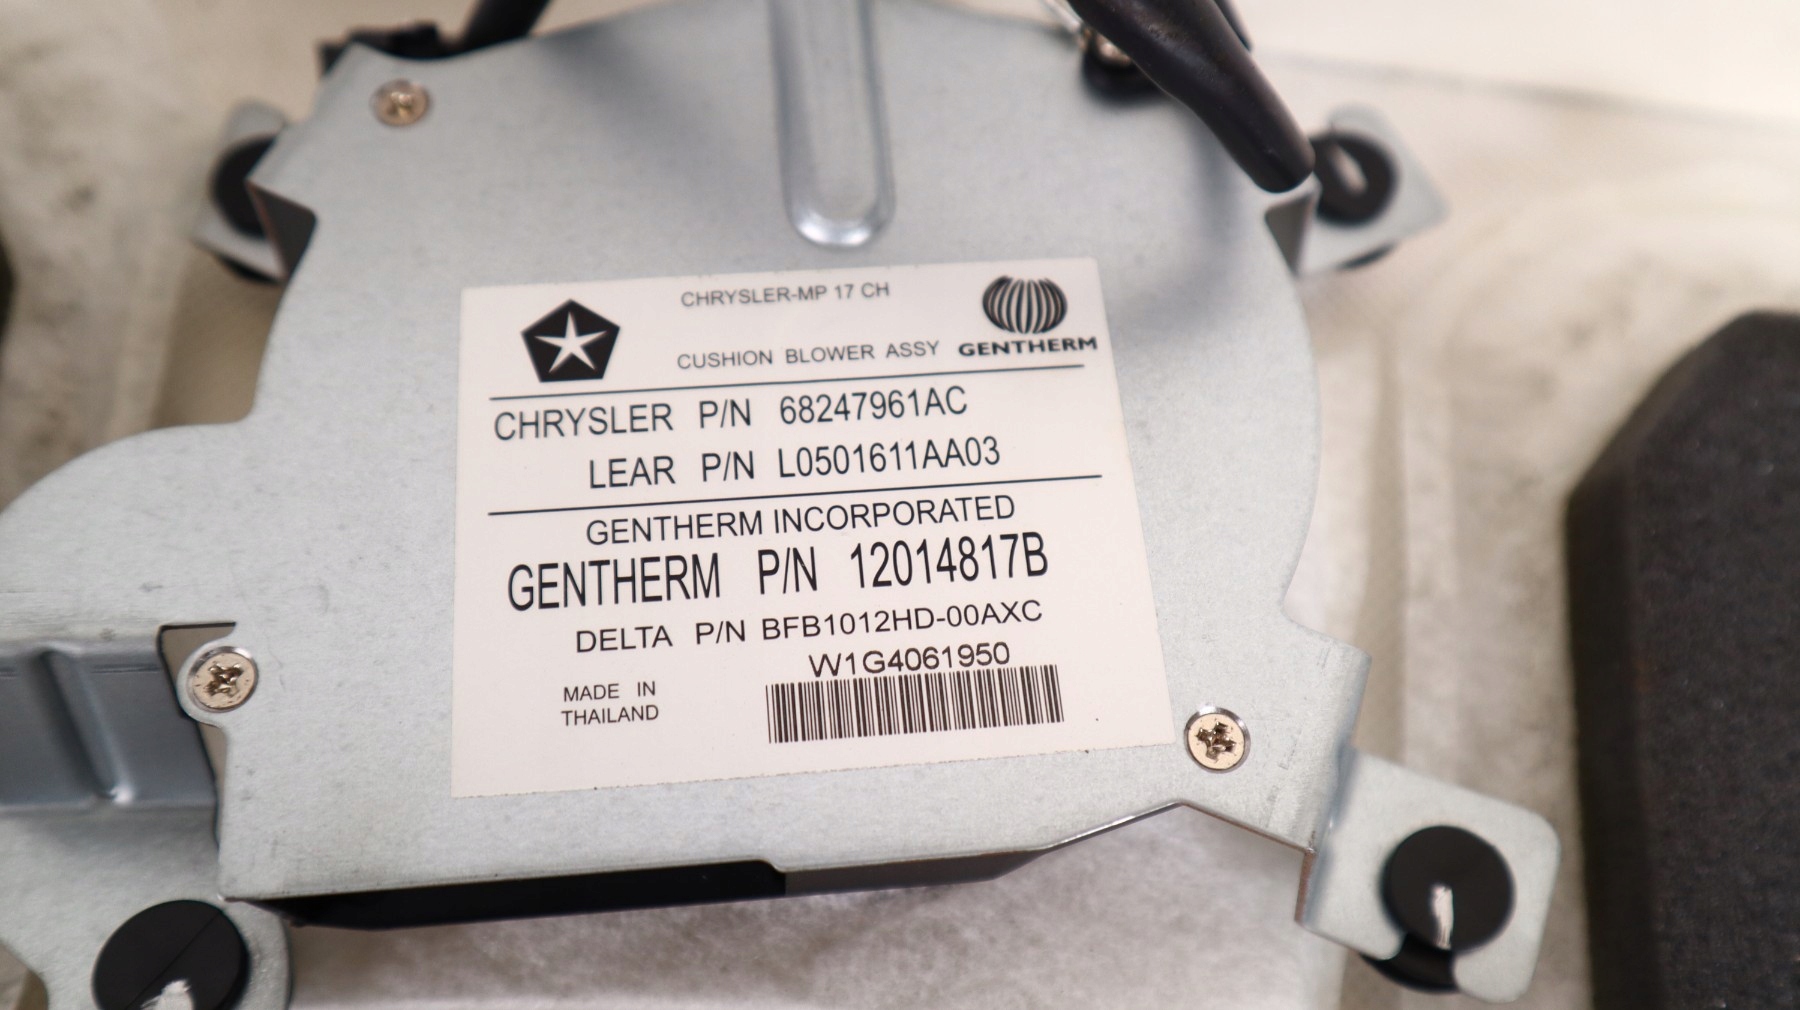 CHRYSLER-MP 17 CH
CUSHION BLOWER ASSY
GENTHERM
CHRYSLER P/N 68247961AC
LEAR P/N L0501611AA03
GENTHERM INCORPORATED
GENTHERM P/N 12014817B
DELTA P/N BFB1012HD-00AXC
W1G4061950
MADE IN
THAILAND